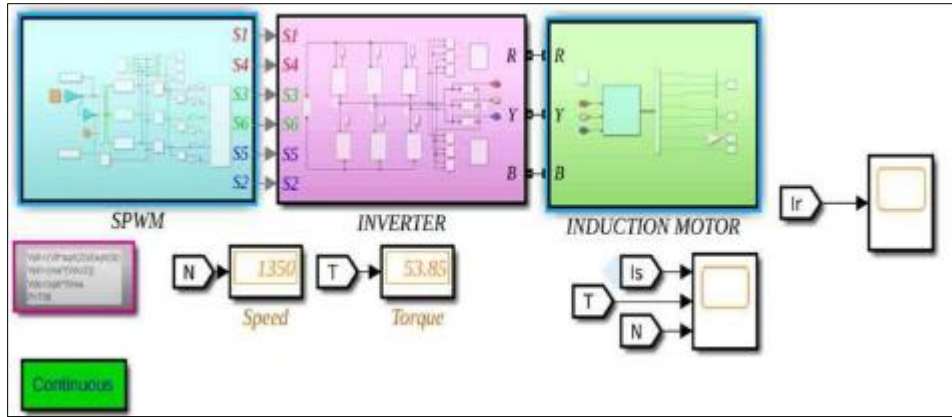 S1 S1
S4 S4 R R
S3 S3
S6 S6 Y Y
S5 S5
S2 S2 B B
SPWM INVERTER INDUCTION MOTOR
Ir
N 1350 T 53.85 Is
T
N
Speed Torque
Continuous